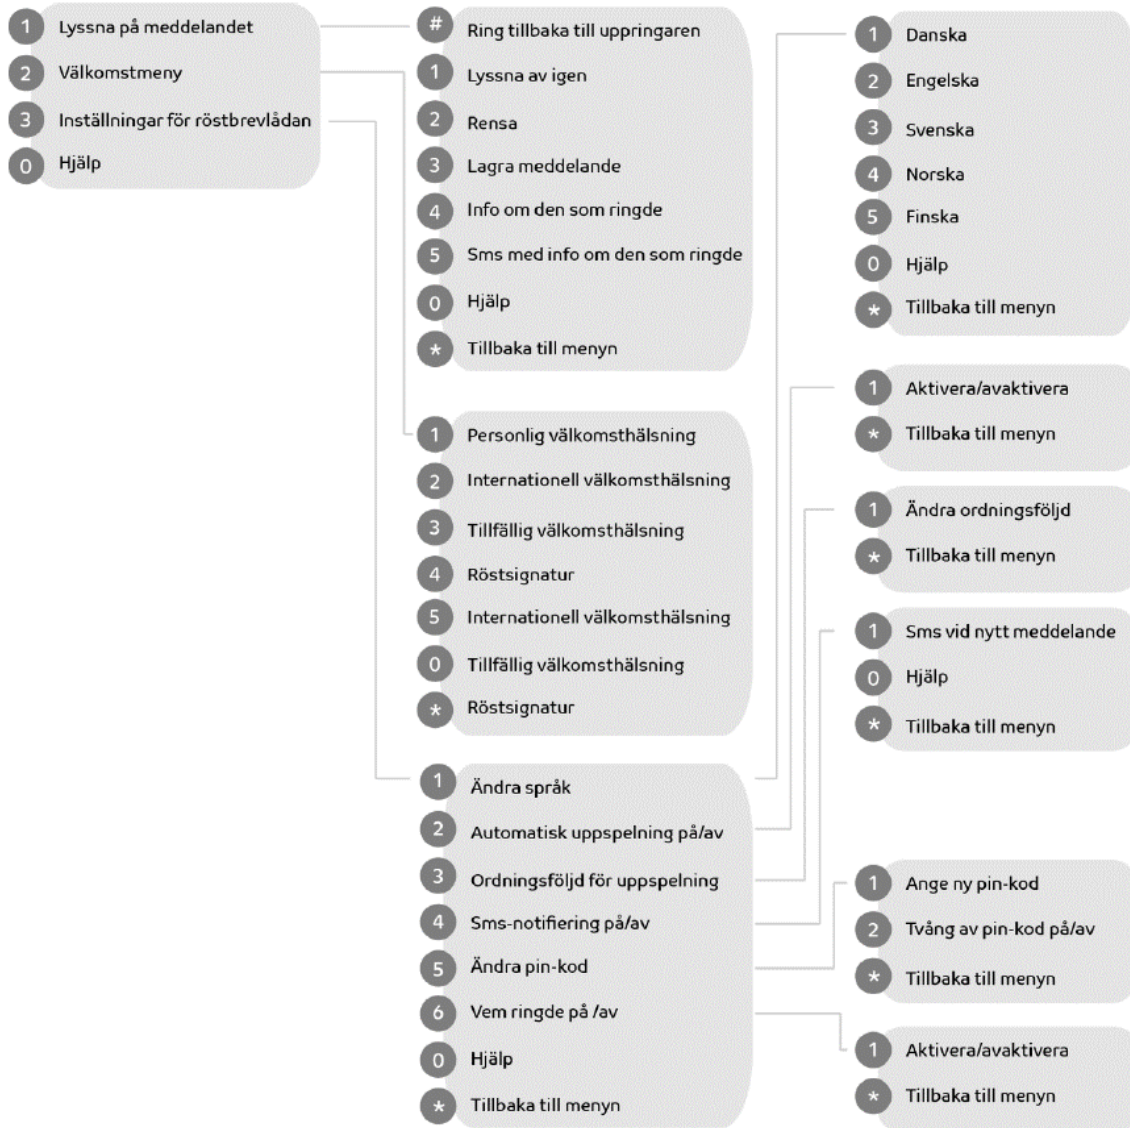 1 Lyssna på meddelandet
2 Välkomstmeny
3 Inställningar för röstbrevlådan
0 Hjälp
# Ring tillbaka till uppringaren
1 Lyssna av igen
2 Rensa
3 Lagra meddelande
4 Info om den som ringde
5 Sms med info om den som ringde
0 Hjälp
* Tillbaka till menyn
1 Personlig välkomsthälsning
2 Internationell välkomsthälsning
3 Tillfällig välkomsthälsning
4 Röstsignatur
5 Internationell välkomsthälsning
0 Tillfällig välkomsthälsning
* Röstsignatur
1 Ändra språk
2 Automatisk uppspelning på/av
3 Ordningsföljd för uppspelning
4 Sms-notifiering på/av
5 Ändra pin-kod
6 Vem ringde på /av
0 Hjälp
* Tillbaka till menyn
1 Danska
2 Engelska
3 Svenska
4 Norska
5 Finska
0 Hjälp
* Tillbaka till menyn
1 Aktivera/avaktivera
* Tillbaka till menyn
1 Ändra ordningsföljd
* Tillbaka till menyn
1 Sms vid nytt meddelande
0 Hjälp
* Tillbaka till menyn
1 Ange ny pin-kod
2 Tvång av pin-kod på/av
* Tillbaka till menyn
1 Aktivera/avaktivera
* Tillbaka till menyn